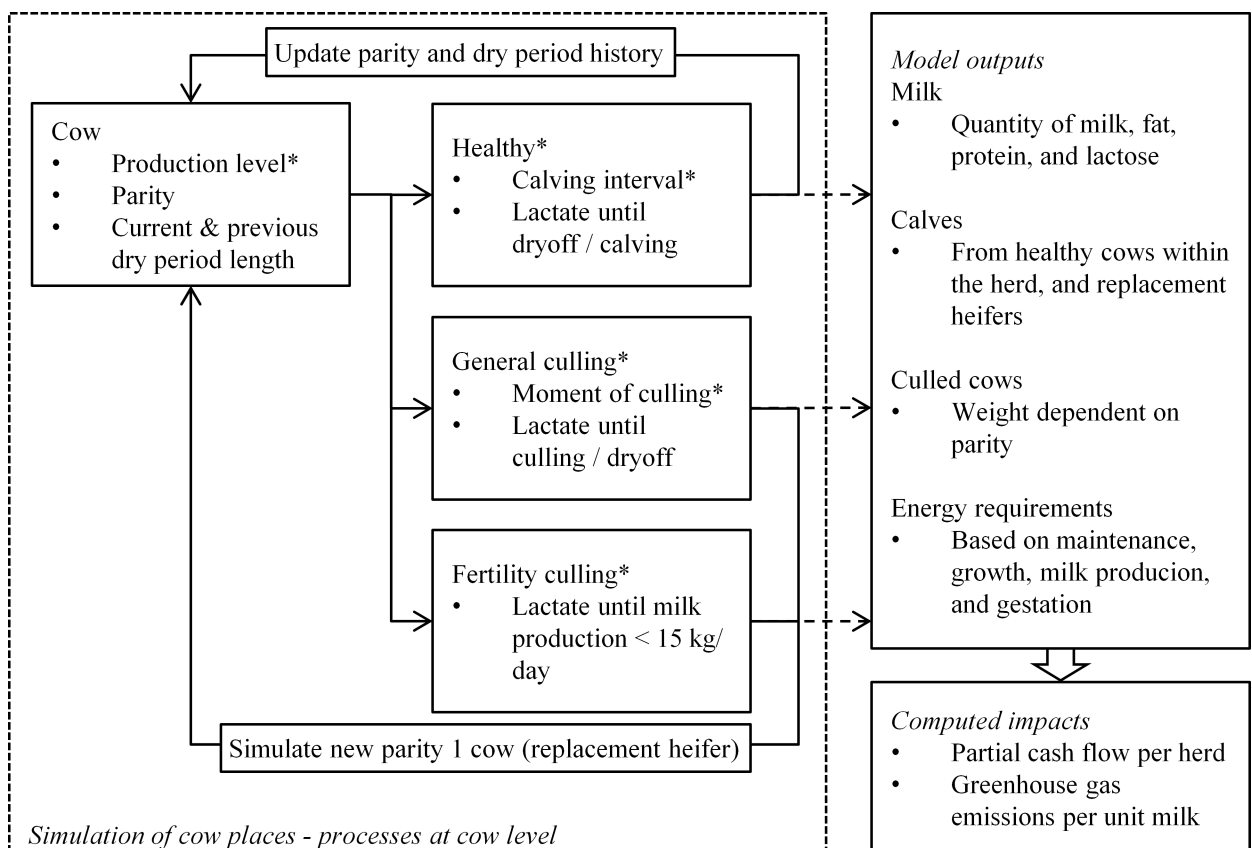 Update parity and dry period history
Cow
• Production level*
• Parity
• Current & previous
dry period length
Healthy*
• Calving interval*
• Lactate until
dryoff / calving
General culling*
• Moment of culling*
• Lactate until
culling / dryoff
Fertility culling*
• Lactate until milk
production < 15 kg/
day
Simulate new parity 1 cow (replacement heifer)
Simulation of cow places - processes at cow level
Model outputs
Milk
• Quantity of milk, fat,
protein, and lactose
Calves
• From healthy cows within
the herd, and replacement
heifers
Culled cows
• Weight dependent on
parity
Energy requirements
• Based on maintenance,
growth, milk producion,
and gestation
Computed impacts
• Partial cash flow per herd
• Greenhouse gas
emissions per unit milk